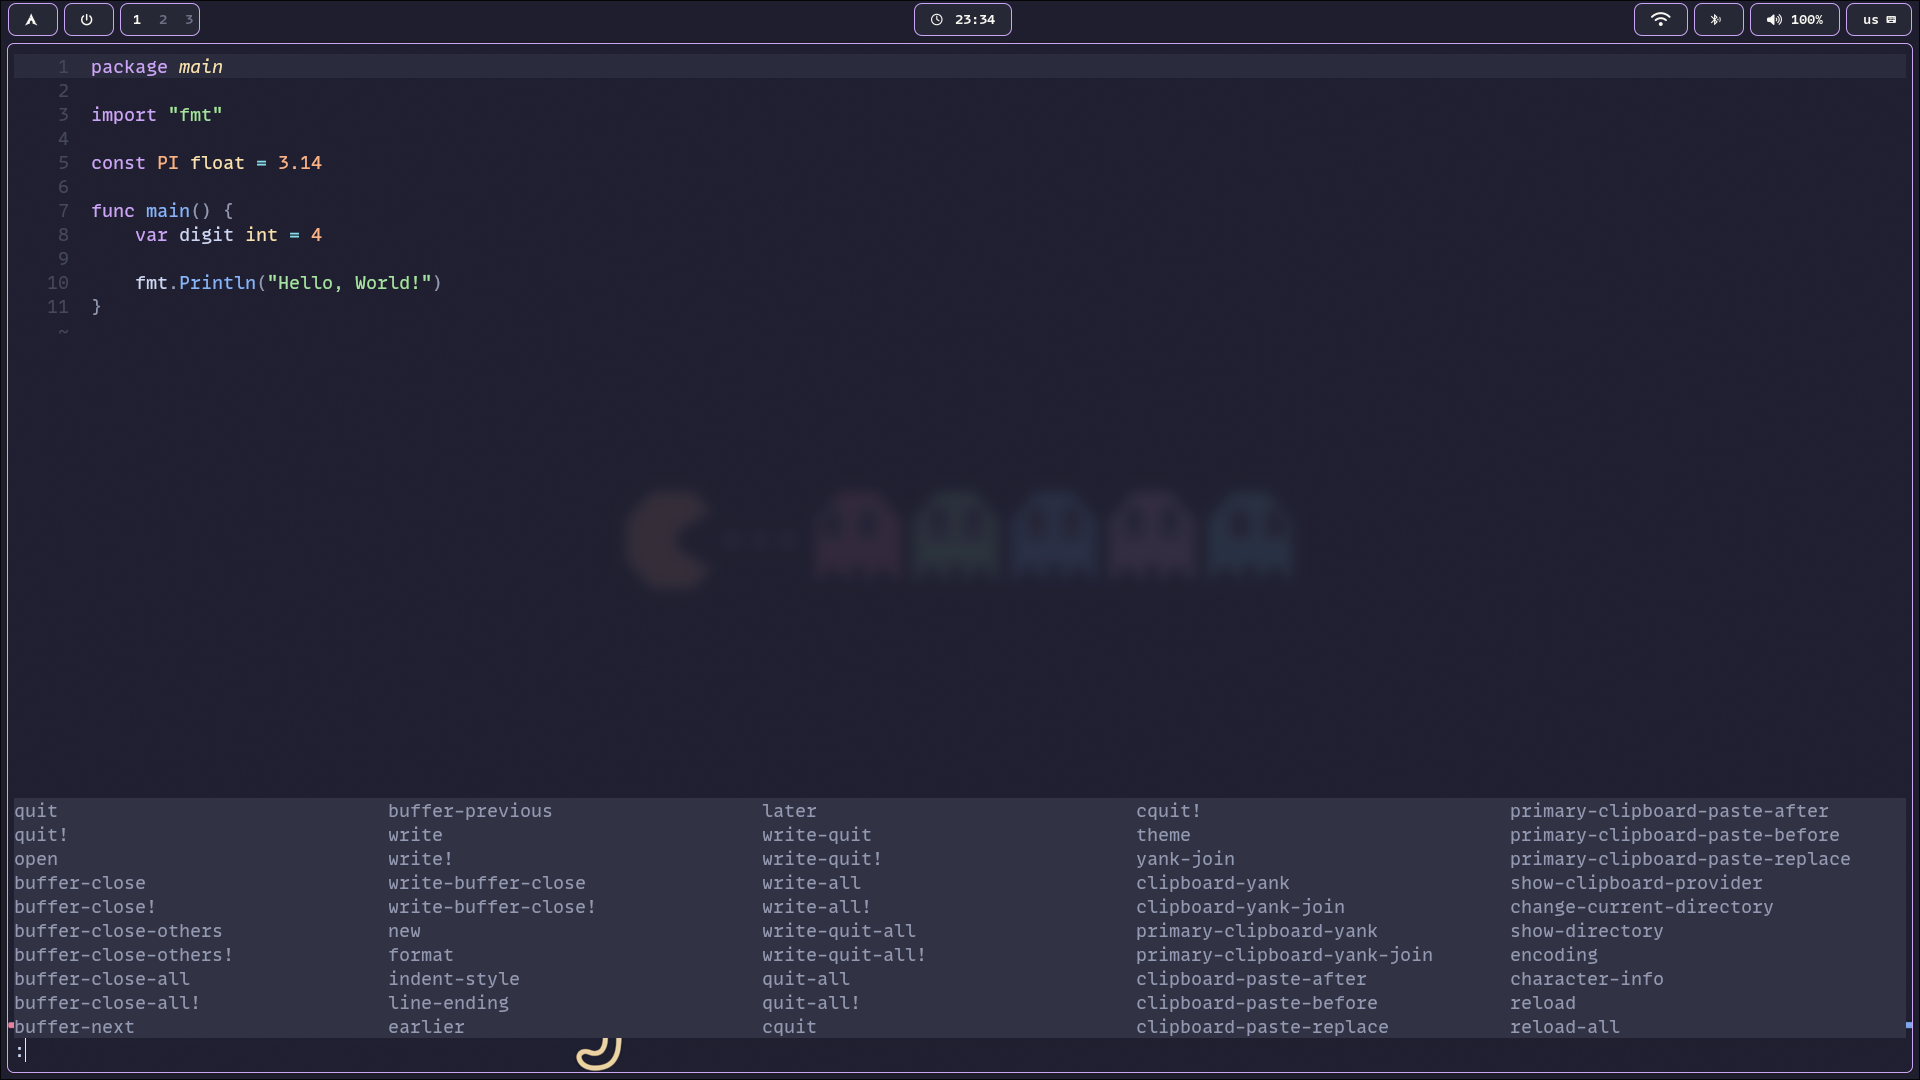 1 2 3
23:34
100%
us
1 package main
2
3 import "fmt"
4
5 const PI float = 3.14
6
7 func main() {
8     var digit int = 4
9
10     fmt.Println("Hello, World!")
11 }
~
quit buffer-previous later cquit! primary-clipboard-paste-after
quit! write write-quit theme primary-clipboard-paste-before
open write! write-quit! yank-join primary-clipboard-paste-replace
buffer-close write-buffer-close write-all clipboard-yank show-clipboard-provider
buffer-close! write-buffer-close! write-all! clipboard-yank-join change-current-directory
buffer-close-others new write-quit-all primary-clipboard-yank show-directory
buffer-close-others! format write-quit-all! primary-clipboard-yank-join encoding
buffer-close-all indent-style quit-all clipboard-paste-after character-info
buffer-close-all! line-ending quit-all! clipboard-paste-before reload
buffer-next earlier cquit clipboard-paste-replace reload-all
: